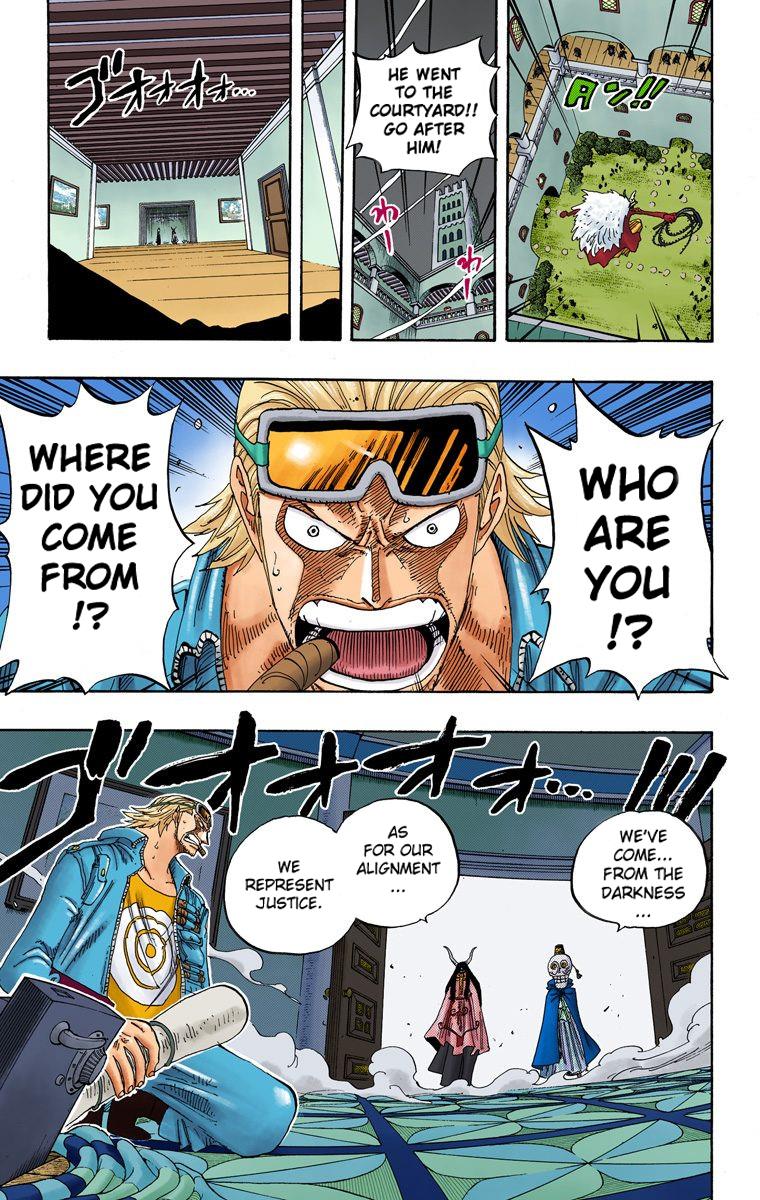 タン!!
HE WENT
TO THE
COURTYARD!!
GO AFTER
HIM!
わー
わー
ゴオオオォ...
WHO
ARE
YOU
!?
WHERE
DID YOU
COME
FROM
!?
ゴオオオオ...!!!
WE'VE
COME...
FROM THE
DARKNESS
...
AS
FOR OUR
ALIGNMENT
...
WE
REPRESENT
JUSTICE.